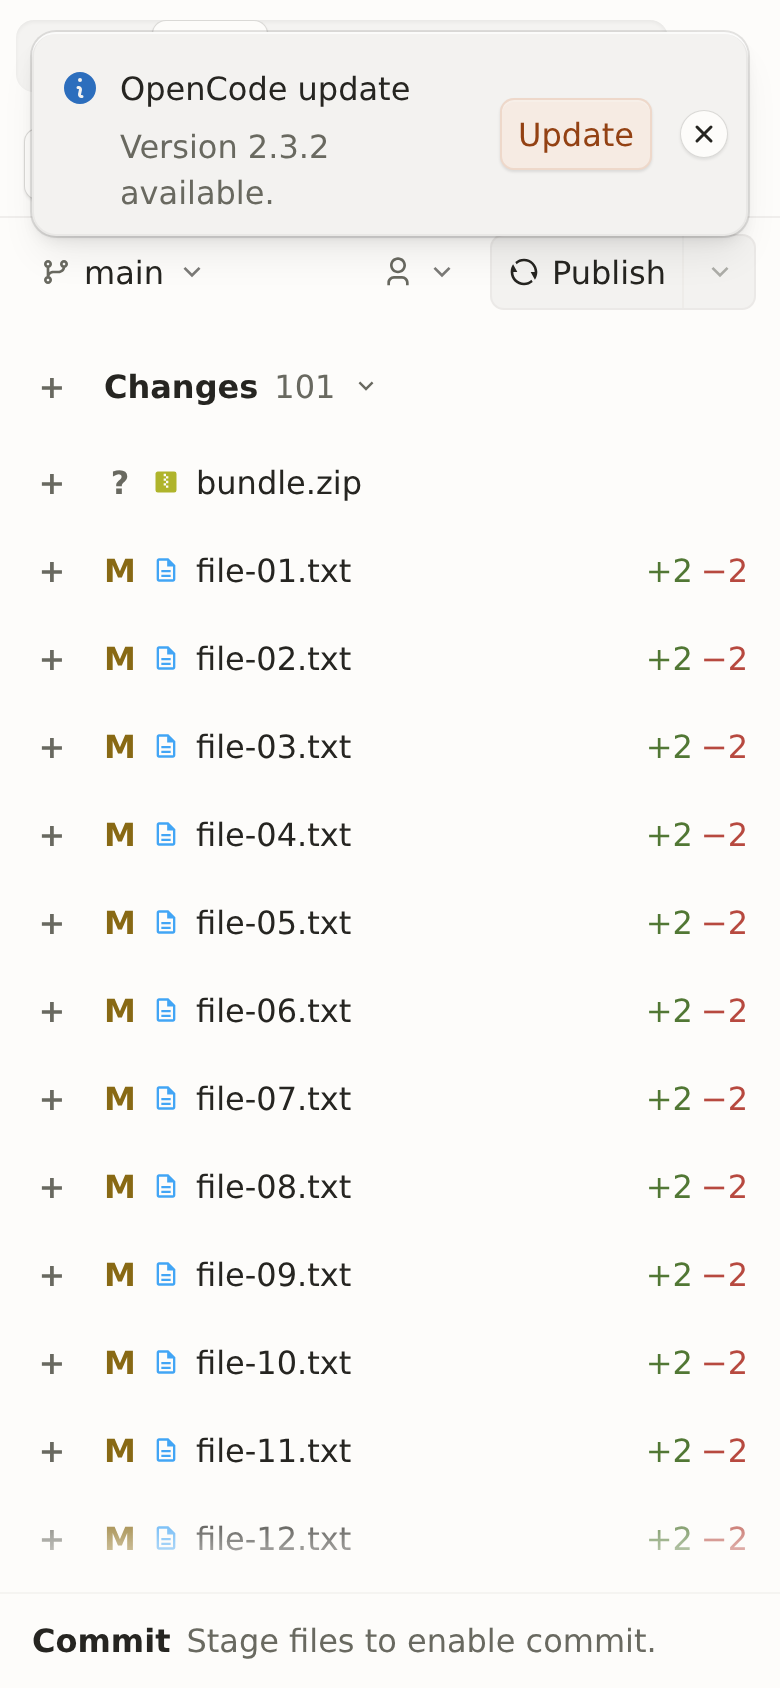 OpenCode update
Version 2.3.2
available.
Update
main
Publish
Changes 101
? bundle.zip
M file-01.txt +2 −2
M file-02.txt +2 −2
M file-03.txt +2 −2
M file-04.txt +2 −2
M file-05.txt +2 −2
M file-06.txt +2 −2
M file-07.txt +2 −2
M file-08.txt +2 −2
M file-09.txt +2 −2
M file-10.txt +2 −2
M file-11.txt +2 −2
M file-12.txt +2 −2
Commit Stage files to enable commit.